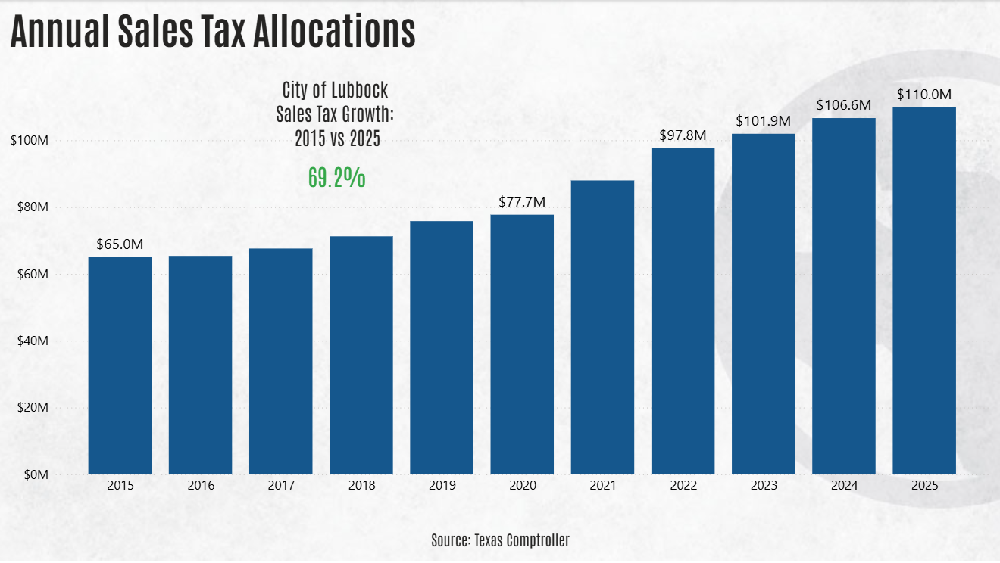 Annual Sales Tax Allocations
City of Lubbock
Sales Tax Growth:
2015 vs 2025
69.2%
$100M
$80M
$60M
$40M
$20M
$0M
$65.0M
$77.7M
$97.8M
$101.9M
$106.6M
$110.0M
2015 2016 2017 2018 2019 2020 2021 2022 2023 2024 2025
Source: Texas Comptroller